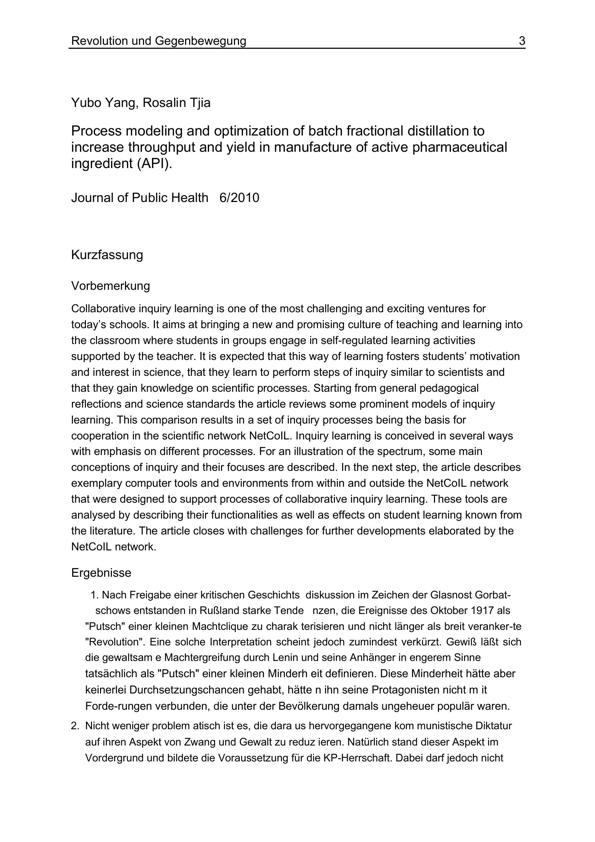 Revolution und Gegenbewegung 3
Yubo Yang, Rosalin Tjia
Process modeling and optimization of batch fractional distillation to
increase throughput and yield in manufacture of active pharmaceutical
ingredient (API).
Journal of Public Health 6/2010
Kurzfassung
Vorbemerkung
Collaborative inquiry learning is one of the most challenging and exciting ventures for
today's schools. It aims at bringing a new and promising culture of teaching and learning into
the classroom where students in groups engage in self-regulated learning activities
supported by the teacher. It is expected that this way of learning fosters students' motivation
and interest in science, that they learn to perform steps of inquiry similar to scientists and
that they gain knowledge on scientific processes. Starting from general pedagogical
reflections and science standards the article reviews some prominent models of inquiry
learning. This comparison results in a set of inquiry processes being the basis for
cooperation in the scientific network NetCoIL. Inquiry learning is conceived in several ways
with emphasis on different processes. For an illustration of the spectrum, some main
conceptions of inquiry and their focuses are described. In the next step, the article describes
exemplary computer tools and environments from within and outside the NetCoIL network
that were designed to support processes of collaborative inquiry learning. These tools are
analysed by describing their functionalities as well as effects on student learning known from
the literature. The article closes with challenges for further developments elaborated by the
NetCoIL network.
Ergebnisse
1. Nach Freigabe einer kritischen Geschichts diskussion im Zeichen der Glasnost Gorbat-
schows entstanden in Rußland starke Tende nzen, die Ereignisse des Oktober 1917 als
"Putsch" einer kleinen Machtclique zu charak terisieren und nicht länger als breit veranker-te
"Revolution". Eine solche Interpretation scheint jedoch zumindest verkürzt. Gewiß läßt sich
die gewaltsam e Machtergreifung durch Lenin und seine Anhänger in engerem Sinne
tatsächlich als "Putsch" einer kleinen Minderh eit definieren. Diese Minderheit hätte aber
keinerlei Durchsetzungschancen gehabt, hätte n ihn seine Protagonisten nicht m it
Forde-rungen verbunden, die unter der Bevölkerung damals ungeheuer populär waren.
2. Nicht weniger problem atisch ist es, die dara us hervorgegangene kom munistische Diktatur
auf ihren Aspekt von Zwang und Gewalt zu reduz ieren. Natürlich stand dieser Aspekt im
Vordergrund und bildete die Voraussetzung für die KP-Herrschaft. Dabei darf jedoch nicht